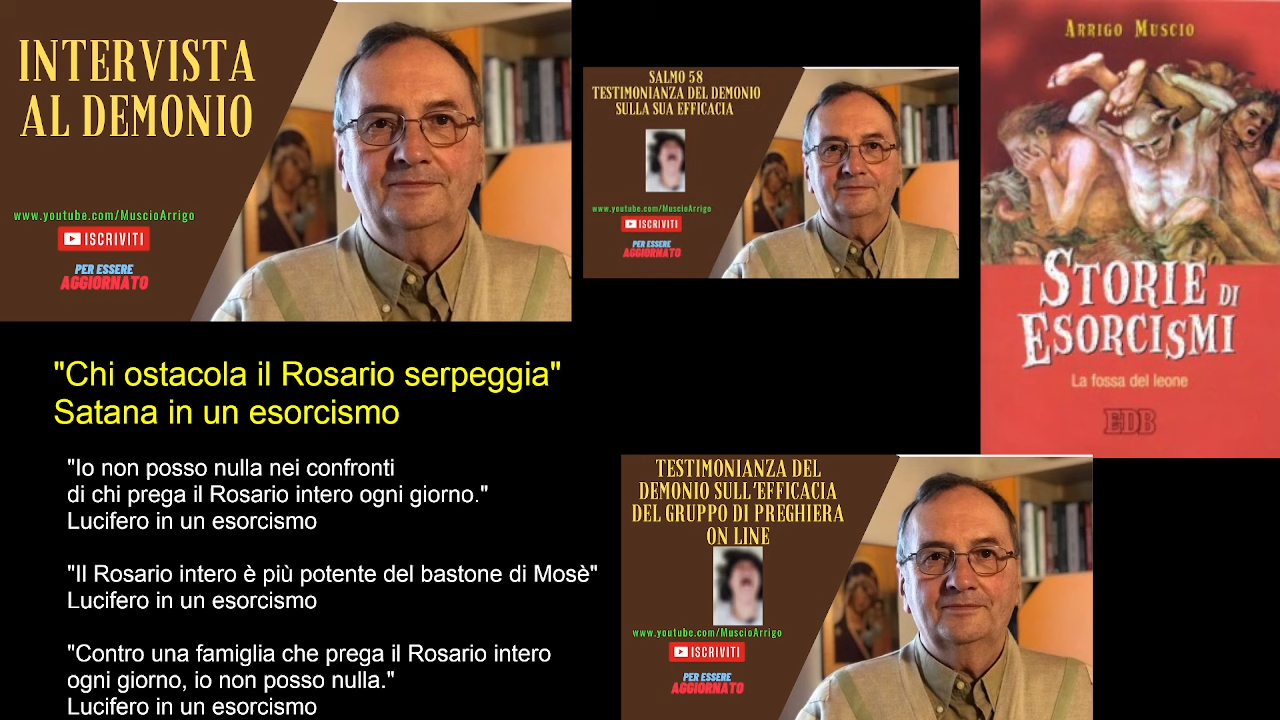 INTERVISTA
AL DEMONIO
www.youtube.com/MuscioArrigo
ISCRIVITI
PER ESSERE
AGGIORNATO
SALMO 58
TESTIMONIANZA DEL DEMONIO
SULLA SUA EFFICACIA
www.youtube.com/MuscioArrigo
ISCRIVITI
PER ESSERE
AGGIORNATO
ARRIGO MUSCIO
STORIE DI
ESORCISMI
La fossa del leone
EDB
"Chi ostacola il Rosario serpeggia"
Satana in un esorcismo
"Io non posso nulla nei confronti
di chi prega il Rosario intero ogni giorno."
Lucifero in un esorcismo
"Il Rosario intero è più potente del bastone di Mosè"
Lucifero in un esorcismo
"Contro una famiglia che prega il Rosario intero
ogni giorno, io non posso nulla."
Lucifero in un esorcismo
TESTIMONIANZA DEL
DEMONIO SULL'EFFICACIA
DEL GRUPPO DI PREGHIERA
ON LINE
www.youtube.com/MuscioArrigo
ISCRIVITI
PER ESSERE
AGGIORNATO